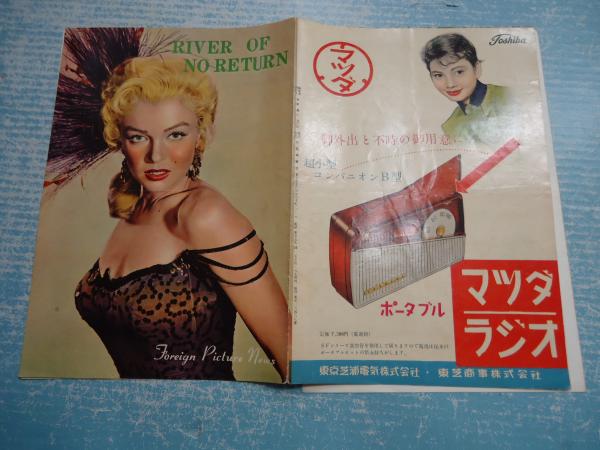 RIVER OF
NO RETURN
Foreign Picture News
マツダ
Toshiba
御外出と不時の御用意に
超小型
コンパニオンB型
ポータブル
マツダ
ラジオ
東京芝浦電気株式会社・東芝商事株式会社